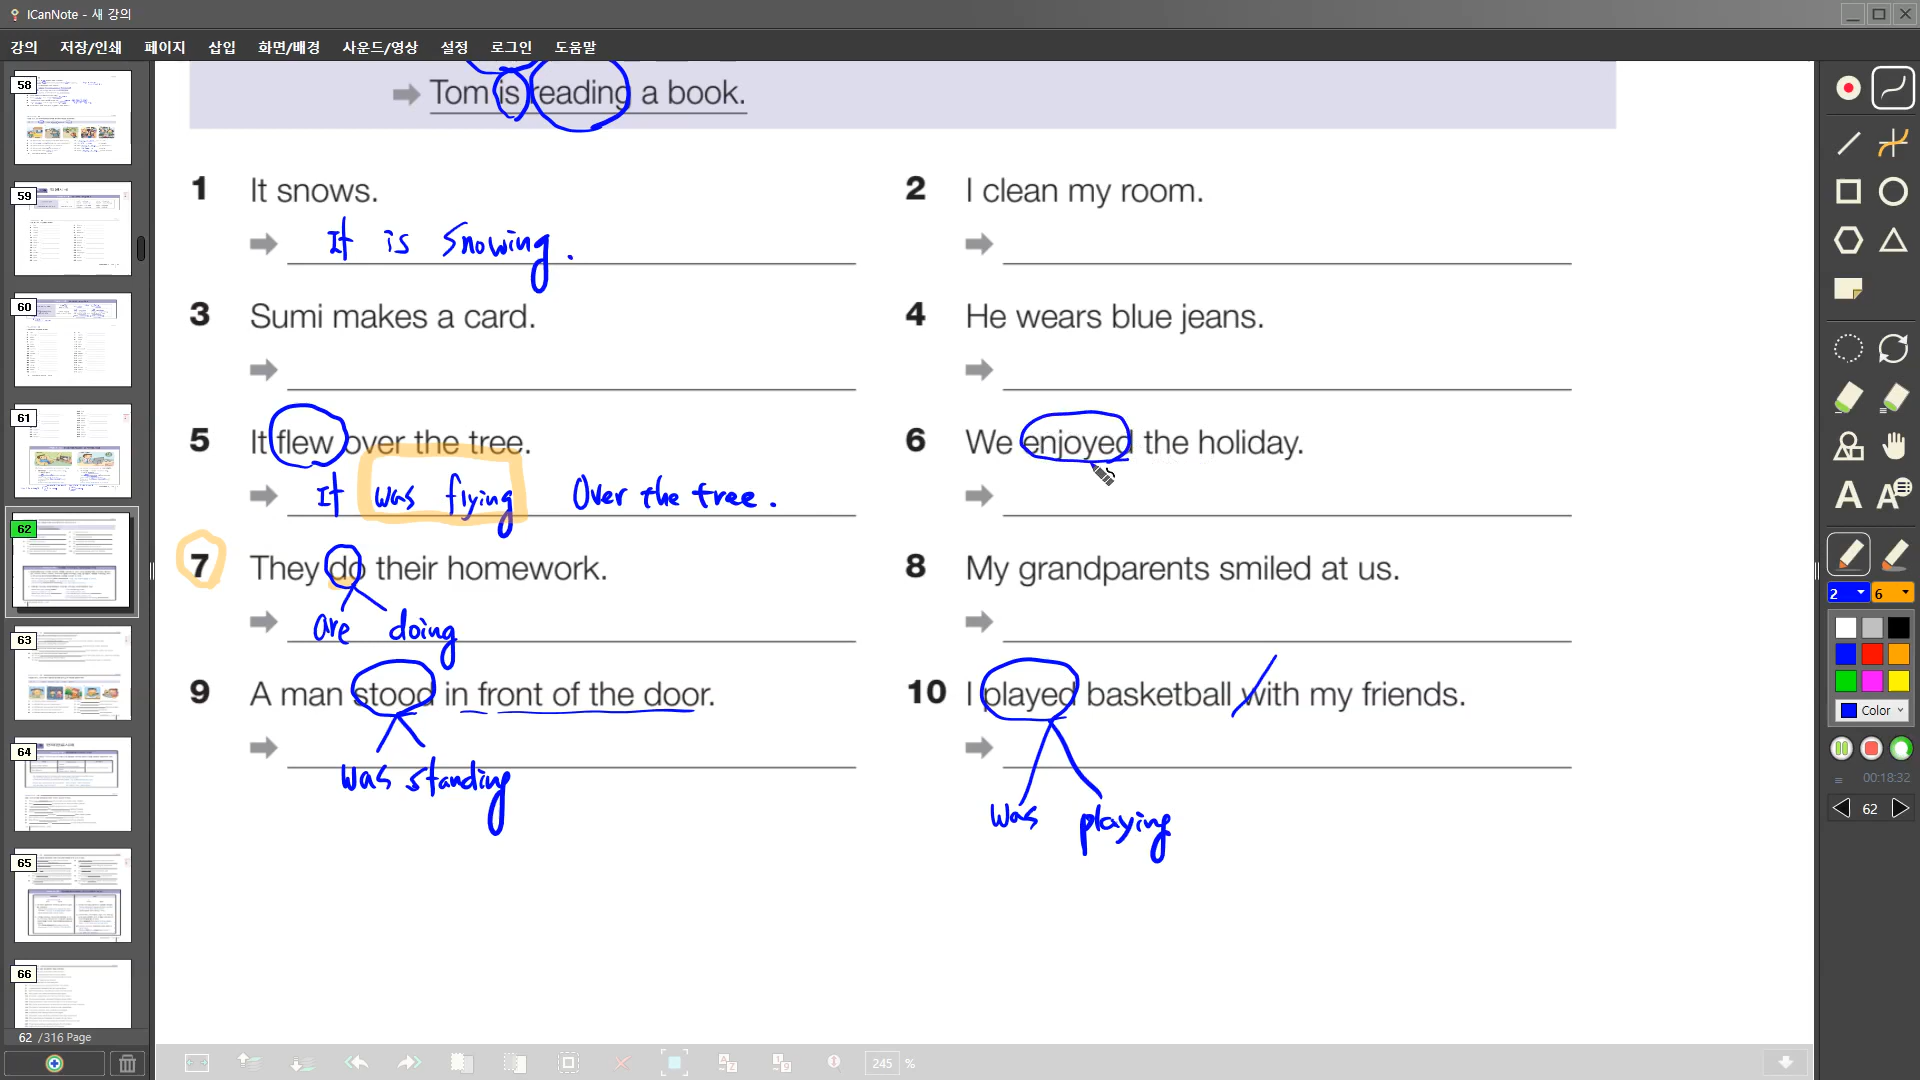 ICanNote - 새 강의
강의 저장/인쇄 페이지 삽입 화면/배경 사운드/영상 설정 로그인 도움말
58
59
60
61
62
63
64
65
66
62 /316 Page
Tom is reading a book.
1 It snows.
It is snowing.
2 I clean my room.
3 Sumi makes a card.
4 He wears blue jeans.
5 It flew over the tree.
It was flying over the tree.
6 We enjoyed the holiday.
7 They do their homework.
are doing
8 My grandparents smiled at us.
9 A man stood in front of the door.
was standing
10 I played basketball with my friends.
was playing
2 6
Color
00:18:32
62
245 %